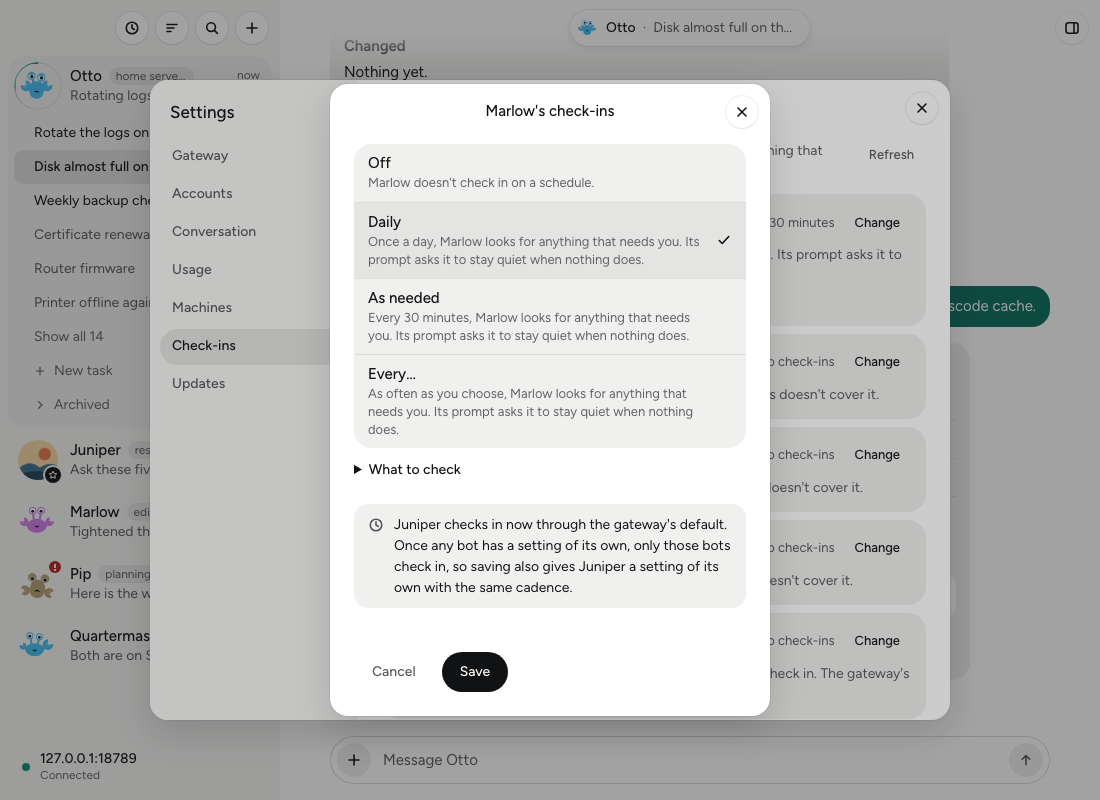 Otto · Disk almost full on th…
Otto home serve… now
Rotating logs
Rotate the logs on
Disk almost full on
Weekly backup che
Certificate renewa
Router firmware
Printer offline again
Show all 14
New task
Archived
Juniper res
Ask these fiv
Marlow edi
Tightened th
Pip planning
Here is the w
Quartermas
Both are on S
127.0.0.1:18789
Connected
Changed
Nothing yet.
scode cache.
Message Otto
Settings
Gateway
Accounts
Conversation
Usage
Machines
Check-ins
Updates
hing that
Refresh
30 minutes Change
. Its prompt asks it to
o check-ins Change
s doesn't cover it.
o check-ins Change
doesn't cover it.
o check-ins Change
esn't cover it.
o check-ins Change
heck in. The gateway's
Marlow's check-ins
Off
Marlow doesn't check in on a schedule.
Daily
Once a day, Marlow looks for anything that needs you. Its
prompt asks it to stay quiet when nothing does.
As needed
Every 30 minutes, Marlow looks for anything that needs
you. Its prompt asks it to stay quiet when nothing does.
Every…
As often as you choose, Marlow looks for anything that
needs you. Its prompt asks it to stay quiet when nothing
does.
What to check
Juniper checks in now through the gateway's default.
Once any bot has a setting of its own, only those bots
check in, so saving also gives Juniper a setting of its
own with the same cadence.
Cancel
Save